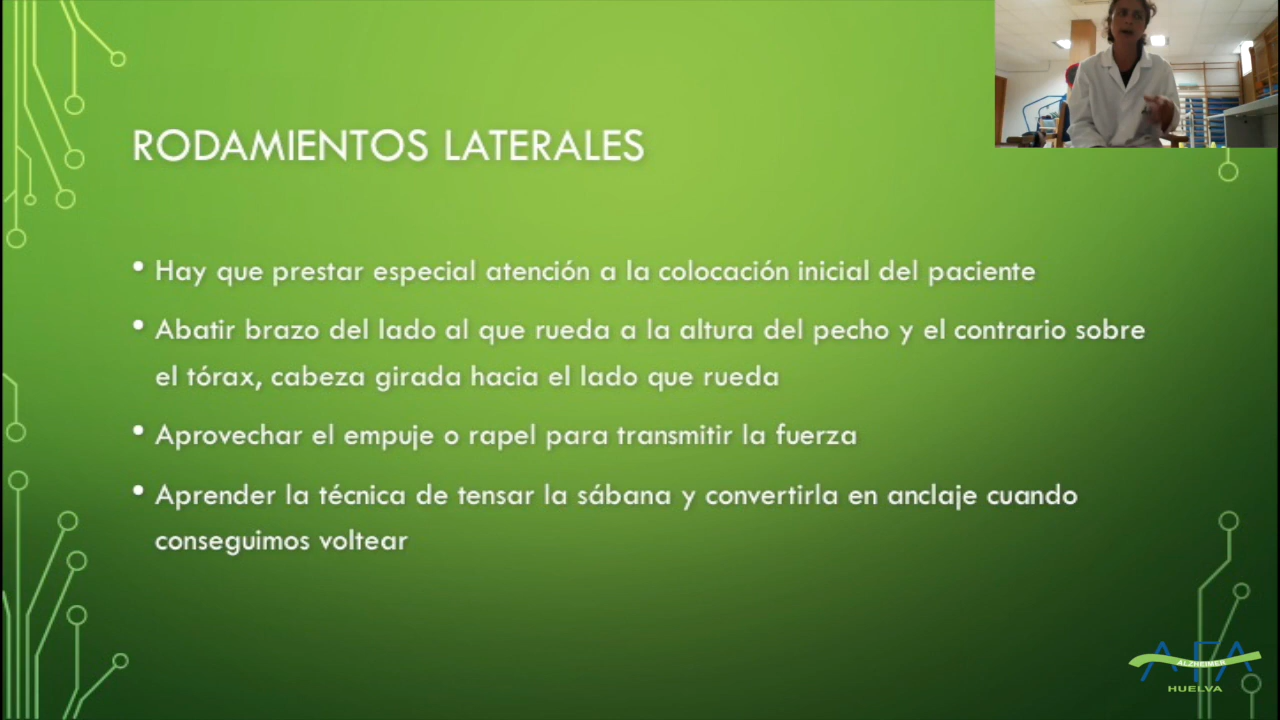 RODAMIENTOS LATERALES
• Hay que prestar especial atención a la colocación inicial del paciente
• Abatir brazo del lado al que rueda a la altura del pecho y el contrario sobre
el tórax, cabeza girada hacia el lado que rueda
• Aprovechar el empuje o rapel para transmitir la fuerza
• Aprender la técnica de tensar la sábana y convertirla en anclaje cuando
conseguimos voltear
AFA
ALZHEIMER
HUELVA